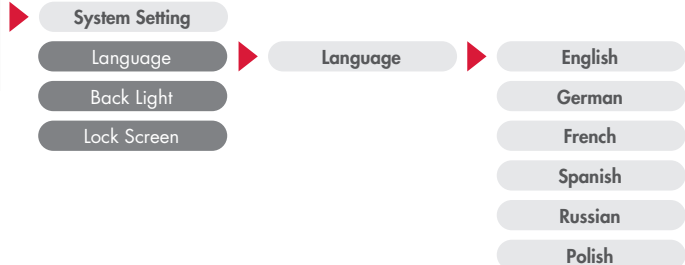 System Setting
Language
Back Light
Lock Screen
Language
English
German
French
Spanish
Russian
Polish